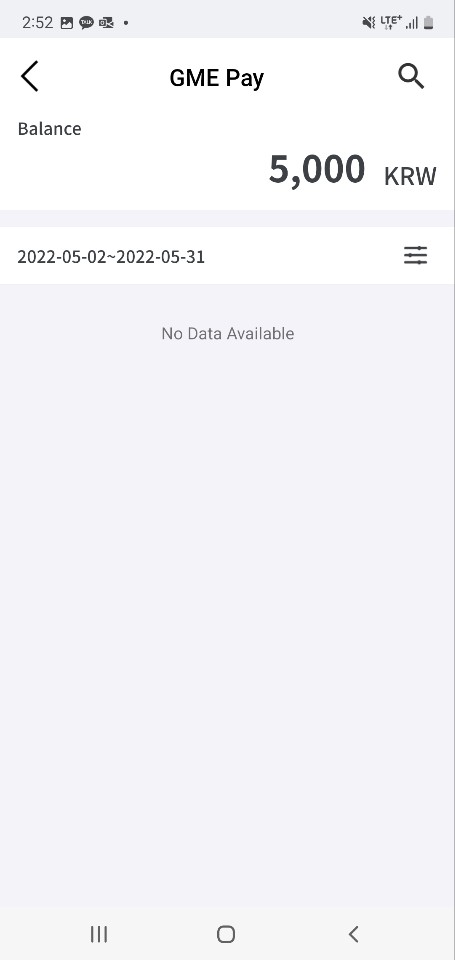 2:52
LTE+
GME Pay
Balance
5,000 KRW
2022-05-02~2022-05-31
No Data Available